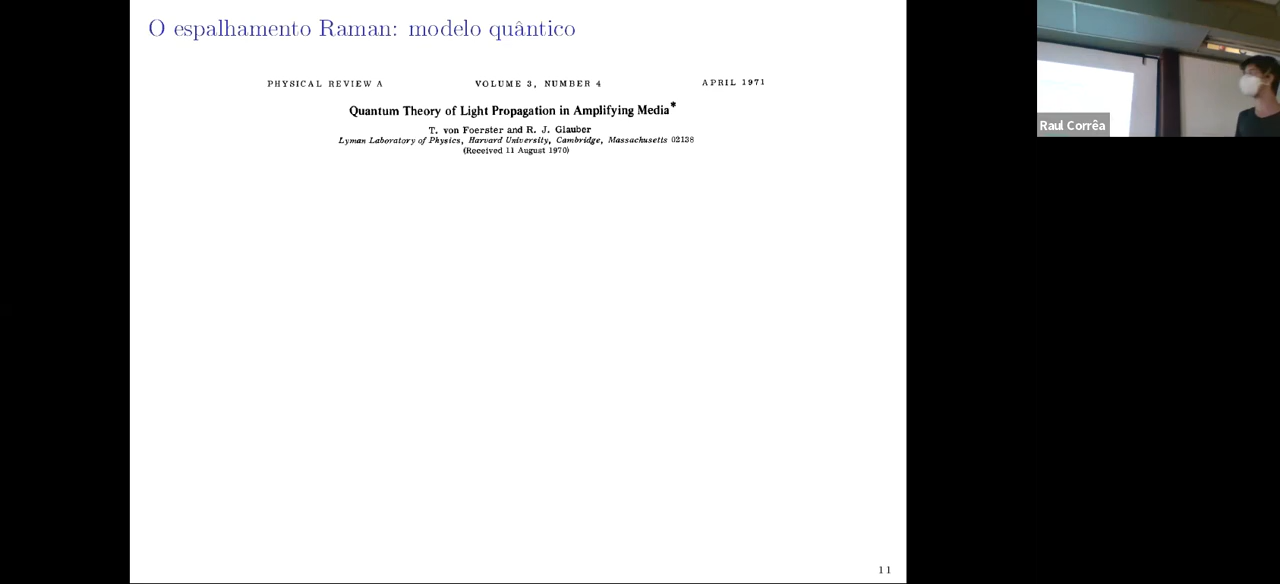 O espalhamento Raman: modelo quântico
PHYSICAL REVIEW A VOLUME 3, NUMBER 4 APRIL 1971
Quantum Theory of Light Propagation in Amplifying Media*
T. von Foerster and R. J. Glauber
Lyman Laboratory of Physics, Harvard University, Cambridge, Massachusetts 02138
(Received 11 August 1970)
11
Raul Corrêa